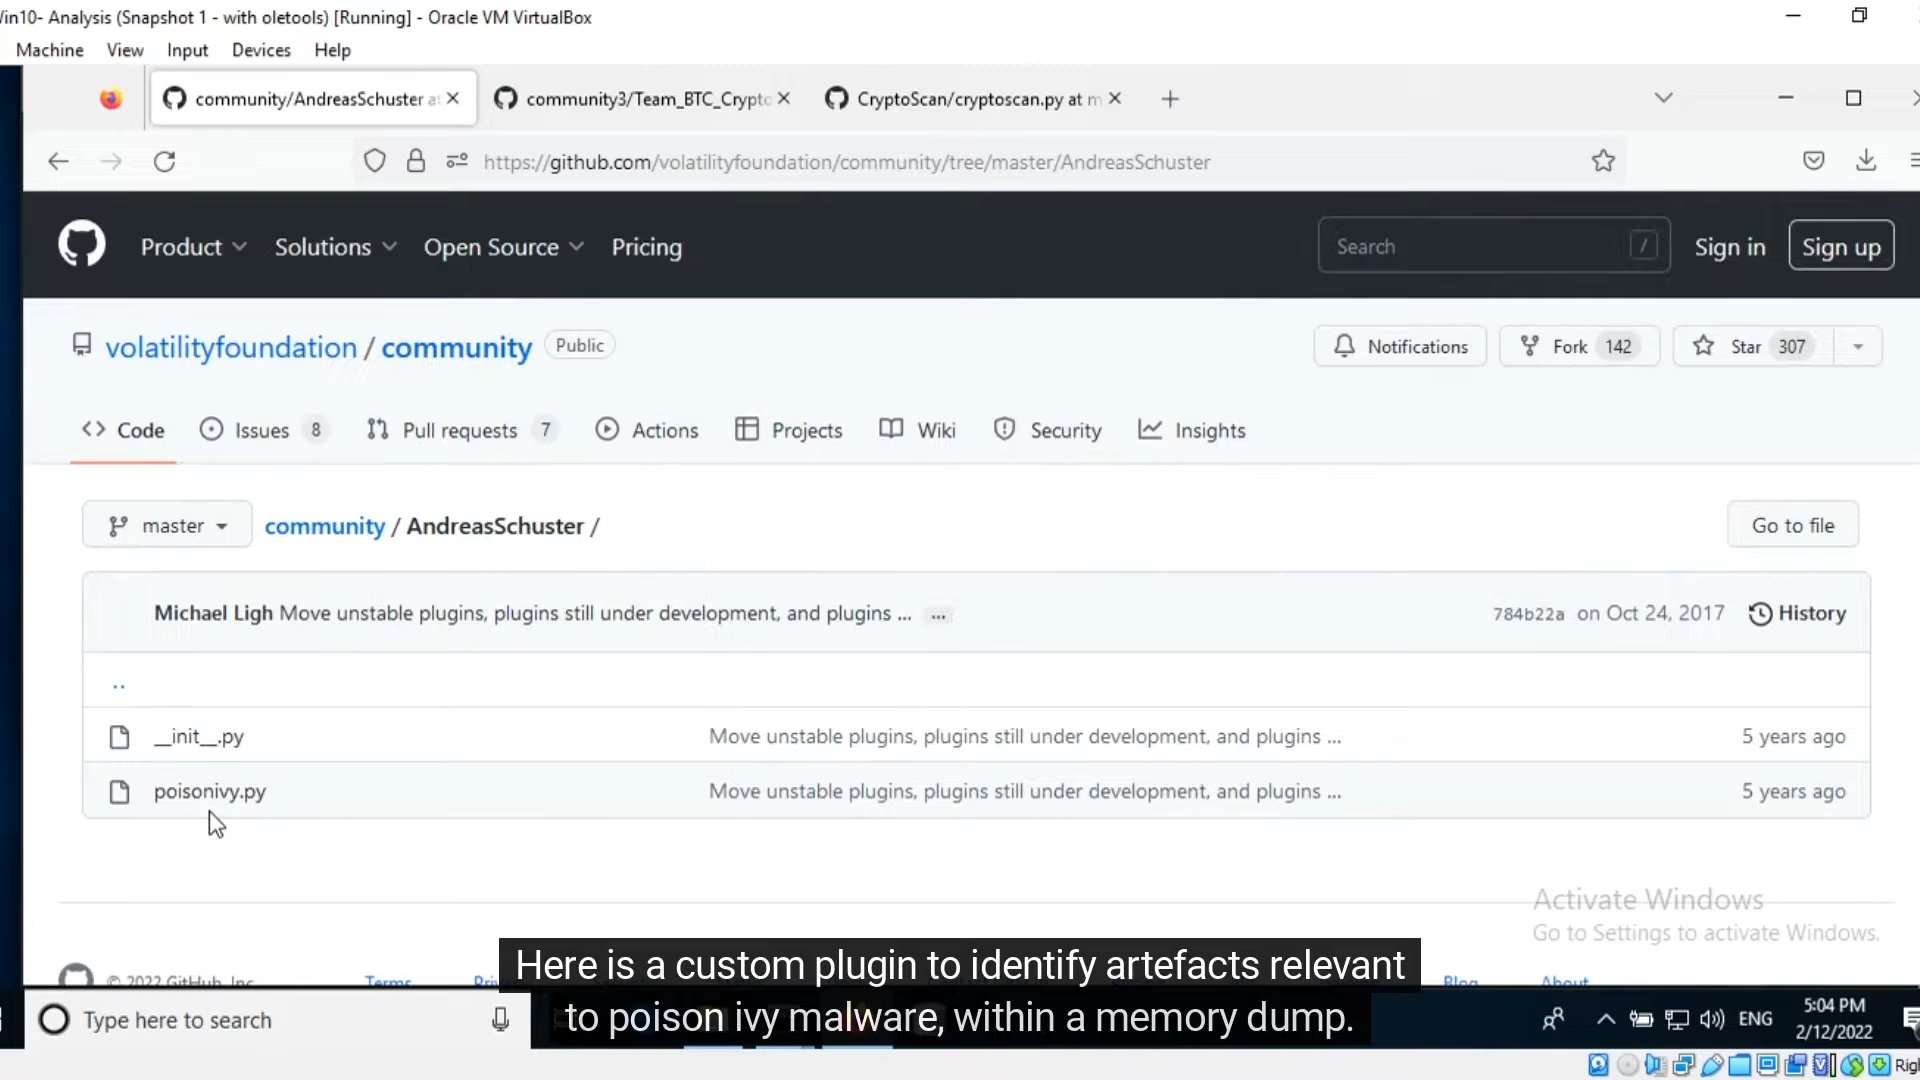 in10- Analysis (Snapshot 1 - with oletools) [Running] - Oracle VM VirtualBox
Machine View Input Devices Help
community/AndreasSchuster at community3/Team_BTC_Crypto CryptoScan/cryptoscan.py at m
https://github.com/volatilityfoundation/community/tree/master/AndreasSchuster
Product Solutions Open Source Pricing Search / Sign in Sign up
volatilityfoundation / community Public Notifications Fork 142 Star 307
Code Issues 8 Pull requests 7 Actions Projects Wiki Security Insights
master community / AndreasSchuster / Go to file
Michael Ligh Move unstable plugins, plugins still under development, and plugins ... ... 784b22a on Oct 24, 2017 History
..
__init__.py Move unstable plugins, plugins still under development, and plugins ... 5 years ago
poisonivy.py Move unstable plugins, plugins still under development, and plugins ... 5 years ago
Activate Windows
Go to Settings to activate Windows.
© 2022 GitHub, Inc. Terms Blog About
Here is a custom plugin to identify artefacts relevant
to poison ivy malware, within a memory dump.
Type here to search ENG 5:04 PM
2/12/2022